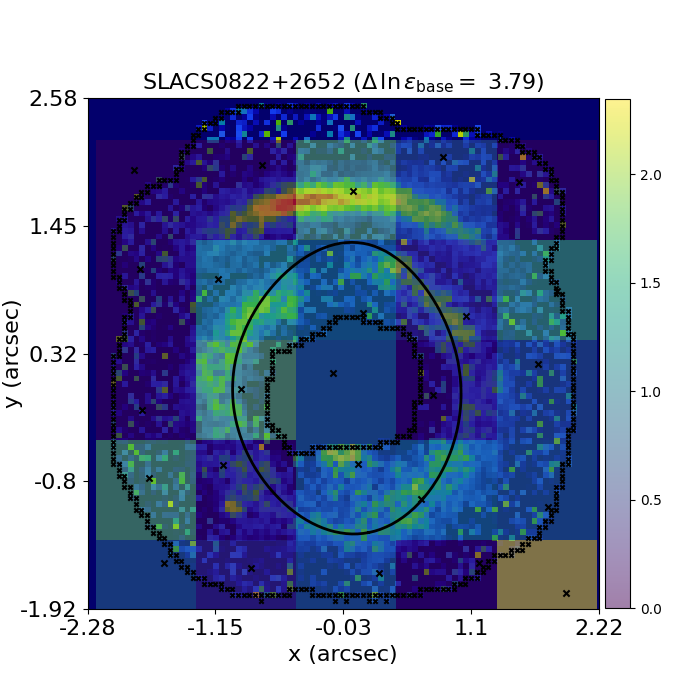 SLACS0822+2652 (Δ ln ε_base = 3.79)
2.58
1.45
0.32
-0.8
-1.92
y (arcsec)
-2.28 -1.15 -0.03 1.1 2.22
x (arcsec)
2.0
1.5
1.0
0.5
0.0